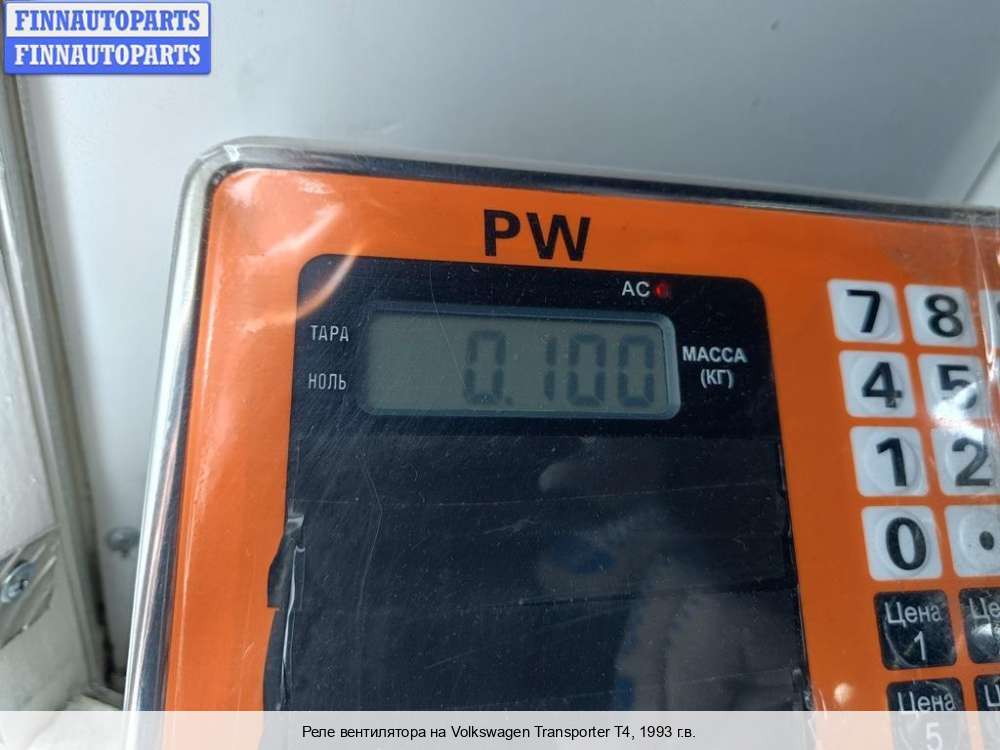 FINNAUTOPARTS
FINNAUTOPARTS
PW
AC
ТАРА
НОЛЬ
0.100
МАССА
(КГ)
7 8
4 5
1 2
0 .
Цена
1
Цена
5
Реле вентилятора на Volkswagen Transporter T4, 1993 г.в.